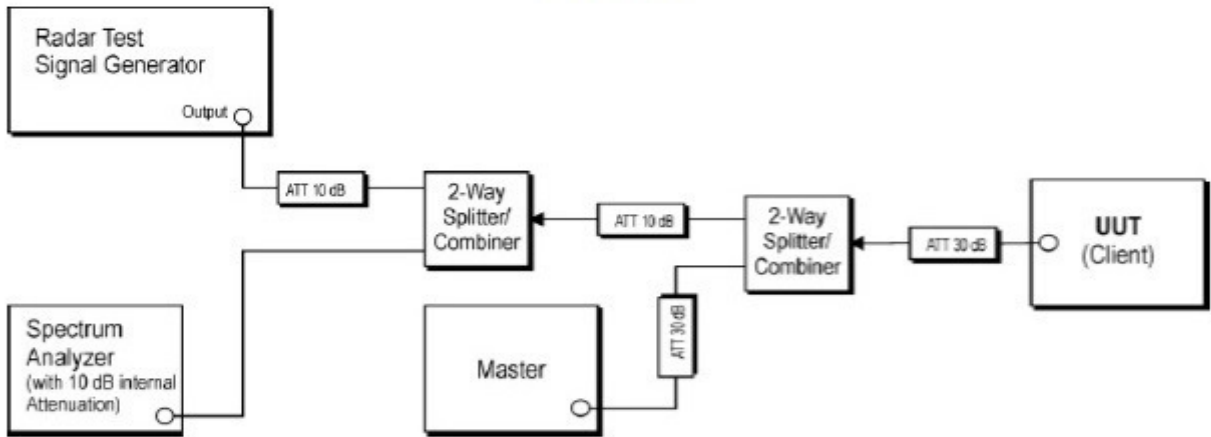 Radar Test
Signal Generator
Output
ATT 10 dB
2-Way
Splitter/
Combiner
ATT 10 dB
2-Way
Splitter/
Combiner
ATT 30 dB
UUT
(Client)
Spectrum
Analyzer
(with 10 dB internal
Attenuation)
Master
ATT 30 dB